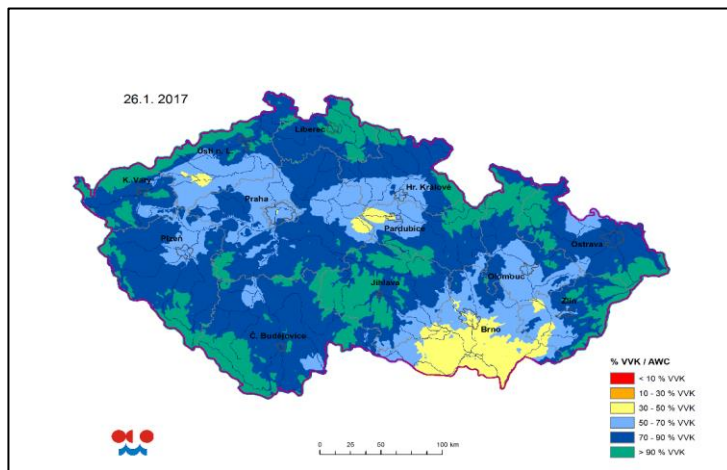 26.1. 2017
Liberec
Ústí n. L.
K. Vary
Hr. Králové
Praha
Pardubice
Plzeň
Ostrava
Olomouc
Jihlava
Zlín
Brno
Č. Budějovice
% VVK / AWC
< 10 % VVK
10 - 30 % VVK
30 - 50 % VVK
50 - 70 % VVK
70 - 90 % VVK
> 90 % VVK
0 25 50 100 km